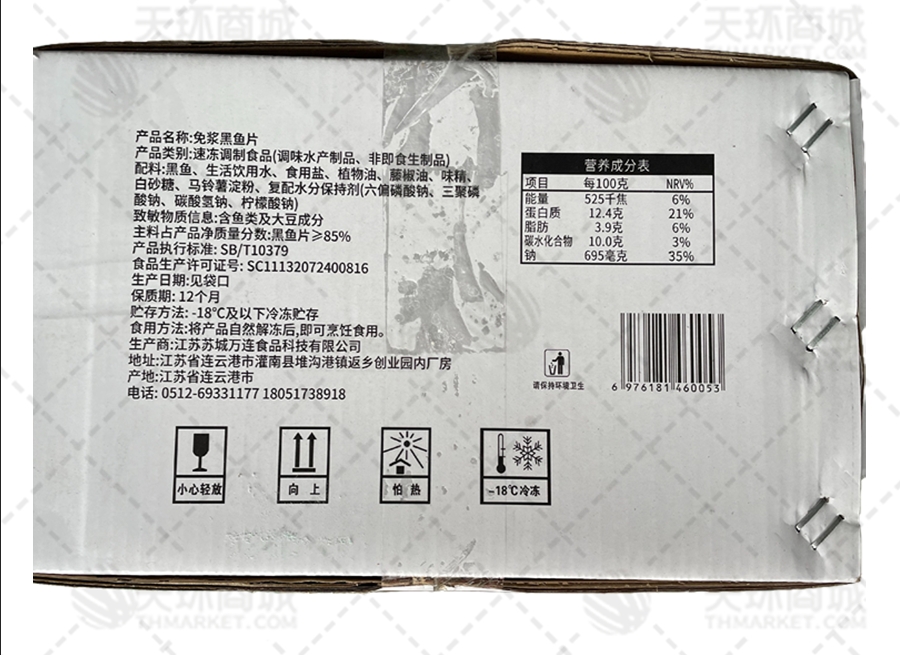 天环商城
THMARKET.COM
产品名称:免浆黑鱼片
产品类别:速冻调制食品(调味水产制品、非即食生制品)
配料:黑鱼、生活饮用水、食用盐、植物油、藤椒油、味精、
白砂糖、马铃薯淀粉、复配水分保持剂(六偏磷酸钠、三聚磷
酸钠、碳酸氢钠、柠檬酸钠)
致敏物质信息:含鱼类及大豆成分
主料占产品净质量分数:黑鱼片≥85%
产品执行标准: SB/T10379
食品生产许可证号: SC11132072400816
生产日期:见袋口
保质期: 12个月
贮存方法: -18℃及以下冷冻贮存
食用方法:将产品自然解冻后,即可烹饪食用。
生产商:江苏苏城万连食品科技有限公司
地址:江苏省连云港市灌南县堆沟港镇返乡创业园内厂房
产地:江苏省连云港市
电话: 0512-69331177 18051738918
营养成分表
项目 每100克 NRV%
能量 525千焦 6%
蛋白质 12.4克 21%
脂肪 3.9克 6%
碳水化合物 10.0克 3%
钠 695毫克 35%
请保持环境卫生
6 976181 460053
小心轻放
向上
怕热
-18℃冷冻
天环商城
THMARKET.COM
天环商城
THMARKET.COM